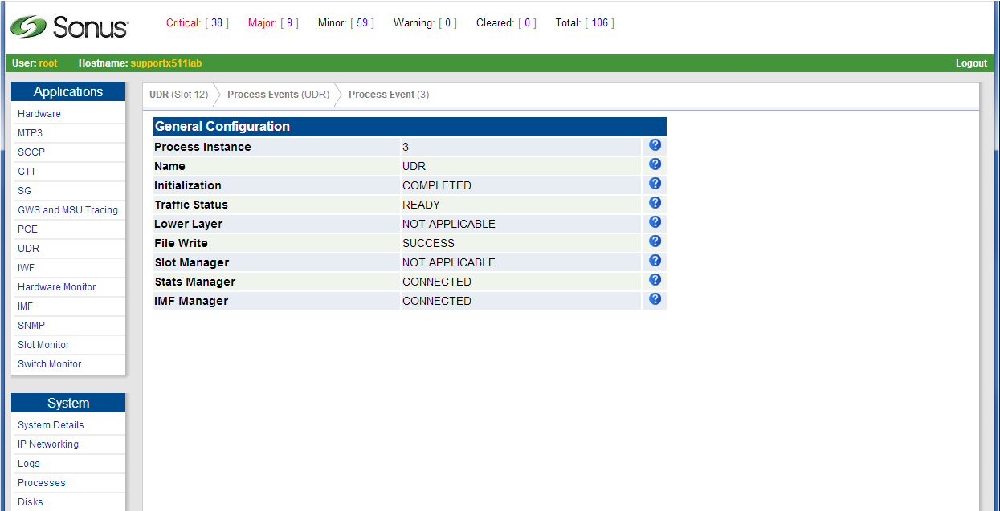 Sonus
Critical: [ 38 ] Major: [ 9 ] Minor: [ 59 ] Warning: [ 0 ] Cleared: [ 0 ] Total: [ 106 ]
User: root Hostname: supportx511lab Logout
Applications
Hardware
MTP3
SCCP
GTT
SG
GWS and MSU Tracing
PCE
UDR
IWF
Hardware Monitor
IMF
SNMP
Slot Monitor
Switch Monitor
System
System Details
IP Networking
Logs
Processes
Disks
UDR (Slot 12) Process Events (UDR) Process Event (3)
General Configuration
Process Instance 3 ?
Name UDR ?
Initialization COMPLETED ?
Traffic Status READY ?
Lower Layer NOT APPLICABLE ?
File Write SUCCESS ?
Slot Manager NOT APPLICABLE ?
Stats Manager CONNECTED ?
IMF Manager CONNECTED ?